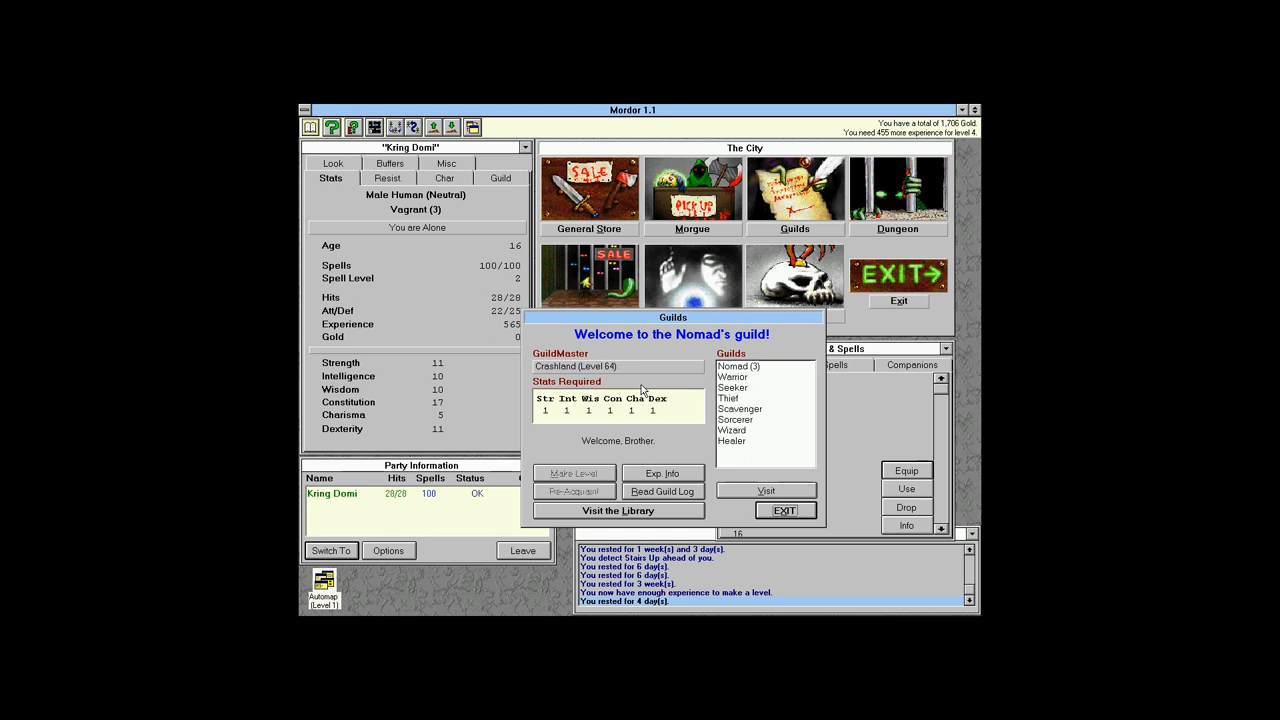 Mordor 1.1
You have a total of 1,706 Gold.
You need 455 more experience for level 4.
"Kring Domi"
Look Buffers Misc
Stats Resist. Char Guild
Male Human (Neutral)
Vagrant (3)
You are Alone
Age 16
Spells 100/100
Spell Level 2
Hits 28/28
Att/Def 22/25
Experience 565
Gold 0
Strength 11
Intelligence 10
Wisdom 10
Constitution 17
Charisma 5
Dexterity 11
Party Information
Name Hits Spells Status
Kring Domi 28/28 100 OK
Switch To Options Leave
Automap
(Level 1)
The City
SALE
PICK UP
General Store Morgue Guilds Dungeon
SALE
EXIT
Exit
Guilds
Welcome to the Nomad's guild!
GuildMaster
Crashland (Level 64)
Stats Required
Str Int Wis Con Cha Dex
1 1 1 1 1 1
Welcome, Brother.
Make Level Exp. Info
Pre-Acquaint Read Guild Log
Visit the Library
Guilds
Nomad (3)
Warrior
Seeker
Thief
Scavenger
Sorcerer
Wizard
Healer
Visit
EXIT
& Spells
Companions
Equip
Use
Drop
Info
16
You rested for 1 week(s) and 3 day(s).
You detect Stairs Up ahead of you.
You rested for 6 day(s).
You rested for 6 day(s).
You rested for 3 week(s).
You now have enough experience to make a level.
You rested for 4 day(s).